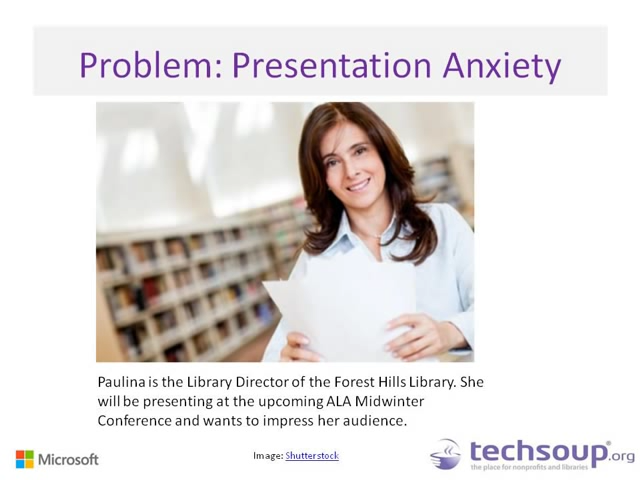 Problem: Presentation Anxiety
Paulina is the Library Director of the Forest Hills Library. She
will be presenting at the upcoming ALA Midwinter
Conference and wants to impress her audience.
Image: Shutterstock
Microsoft
techsoup®.org
the place for nonprofits and libraries